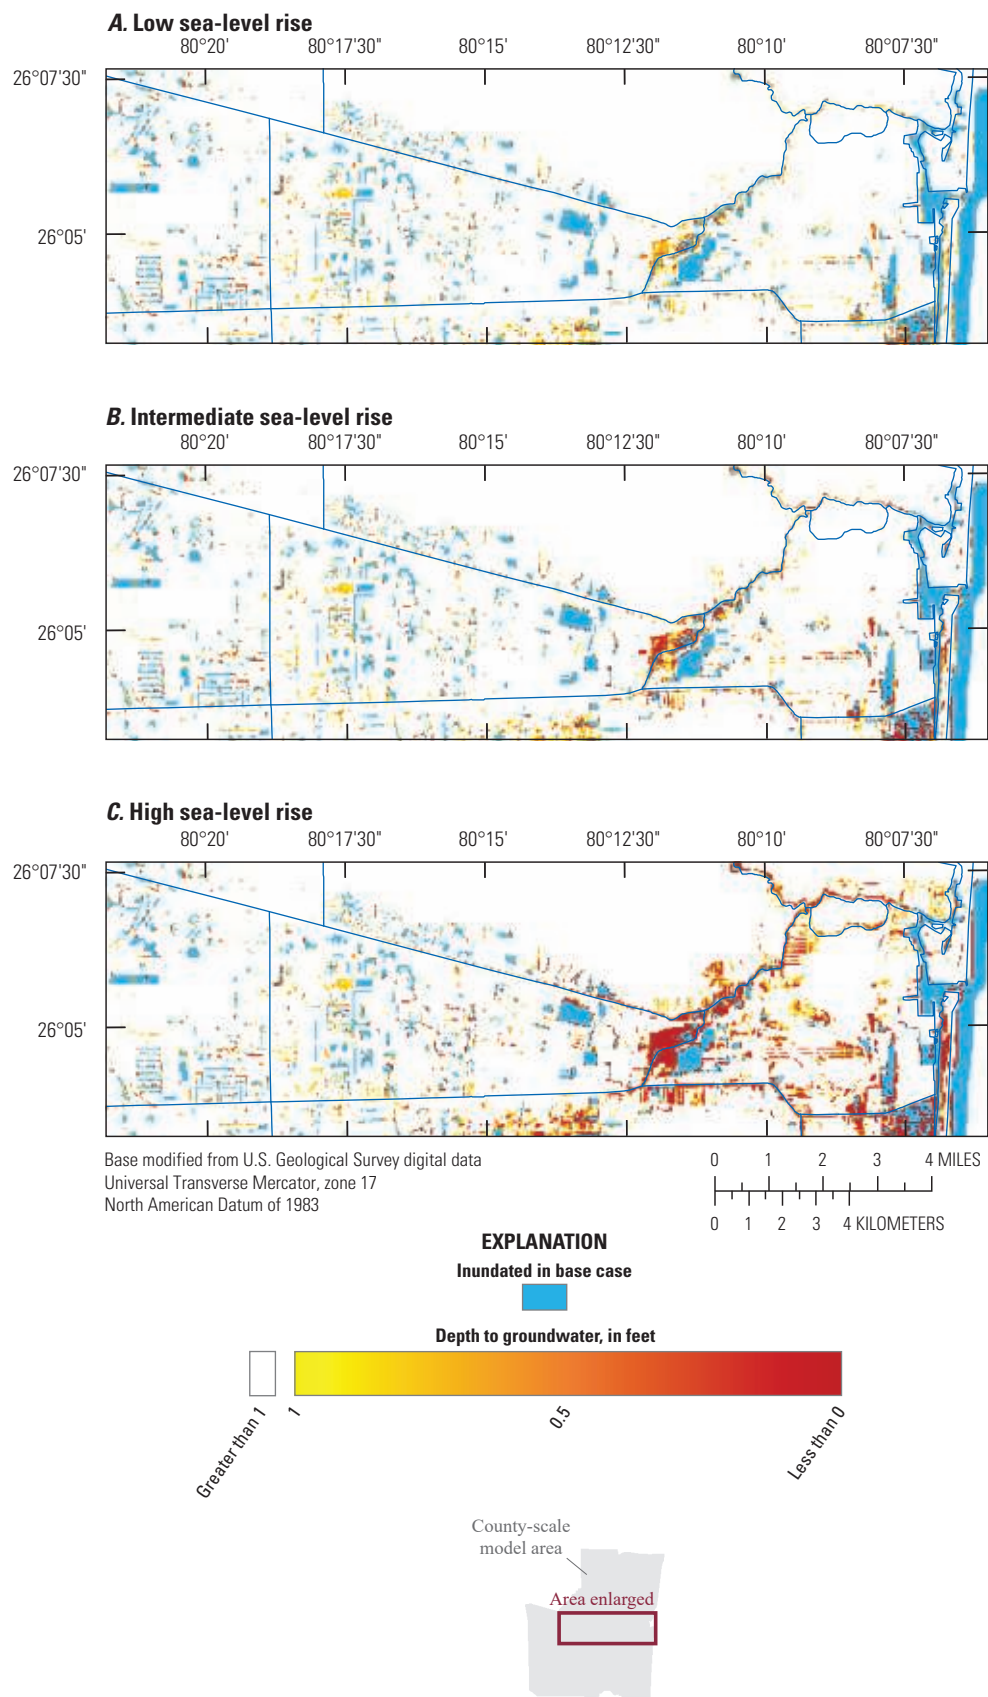 A. Low sea-level rise
80°20' 80°17'30" 80°15' 80°12'30" 80°10' 80°07'30"
26°07'30"
26°05'
B. Intermediate sea-level rise
80°20' 80°17'30" 80°15' 80°12'30" 80°10' 80°07'30"
26°07'30"
26°05'
C. High sea-level rise
80°20' 80°17'30" 80°15' 80°12'30" 80°10' 80°07'30"
26°07'30"
26°05'
Base modified from U.S. Geological Survey digital data
Universal Transverse Mercator, zone 17
North American Datum of 1983
0 1 2 3 4 MILES
0 1 2 3 4 KILOMETERS
EXPLANATION
Inundated in base case
Depth to groundwater, in feet
Greater than 1
1
0.5
Less than 0
County-scale
model area
Area enlarged